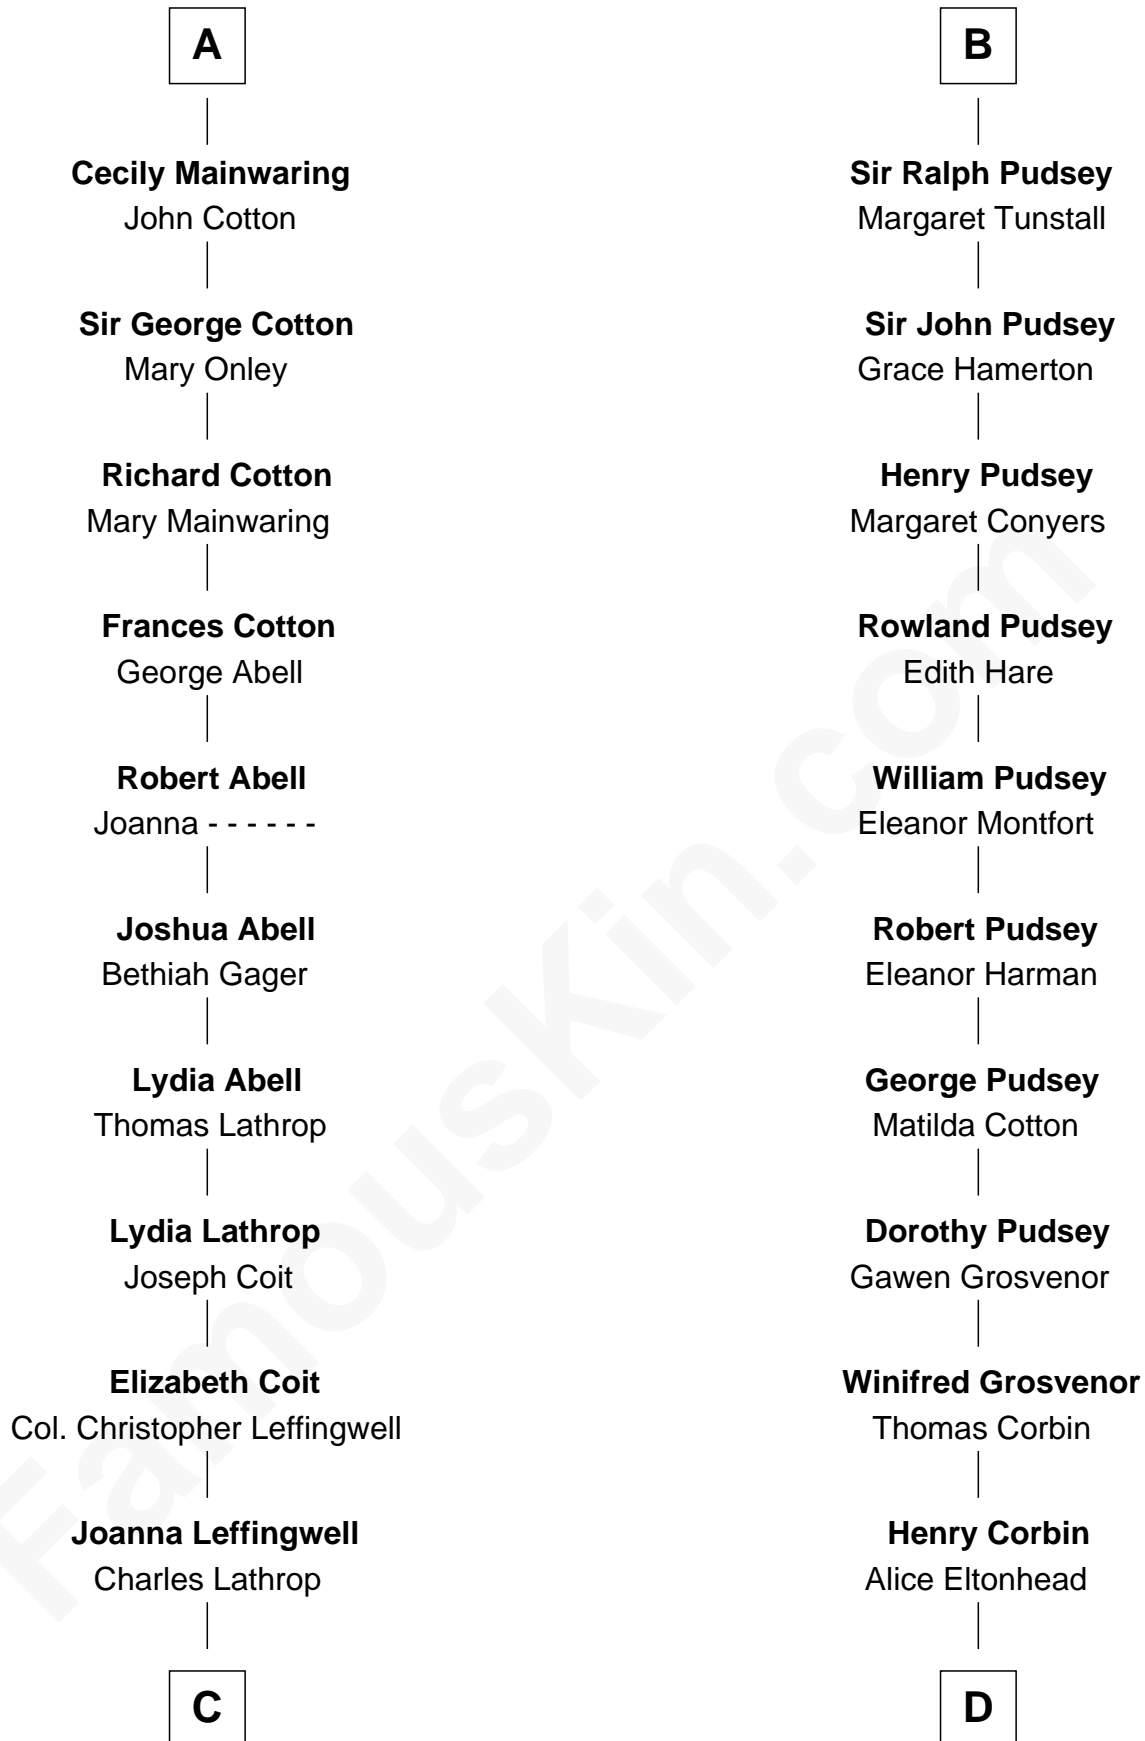 A
Cecily Mainwaring
John Cotton
Sir George Cotton
Mary Onley
Richard Cotton
Mary Mainwaring
Frances Cotton
George Abell
Robert Abell
Joanna - - - - - -
Joshua Abell
Bethiah Gager
Lydia Abell
Thomas Lathrop
Lydia Lathrop
Joseph Coit
Elizabeth Coit
Col. Christopher Leffingwell
Joanna Leffingwell
Charles Lathrop
C
B
Sir Ralph Pudsey
Margaret Tunstall
Sir John Pudsey
Grace Hamerton
Henry Pudsey
Margaret Conyers
Rowland Pudsey
Edith Hare
William Pudsey
Eleanor Montfort
Robert Pudsey
Eleanor Harman
George Pudsey
Matilda Cotton
Dorothy Pudsey
Gawen Grosvenor
Winifred Grosvenor
Thomas Corbin
Henry Corbin
Alice Eltonhead
D
FamousKin.com